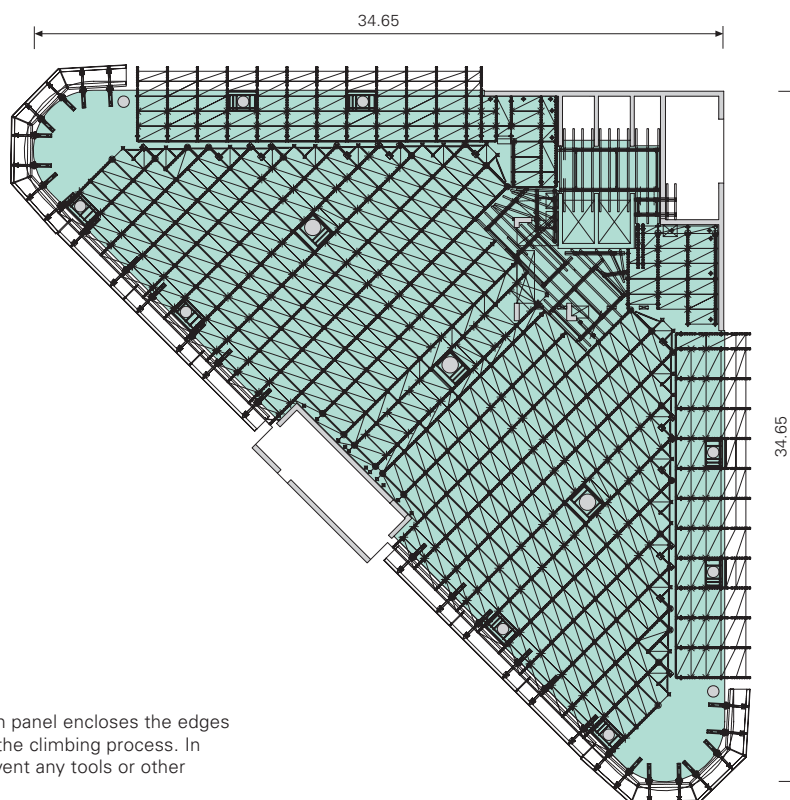 34.65
34.65
n panel encloses the edges
the climbing process. In
vent any tools or other